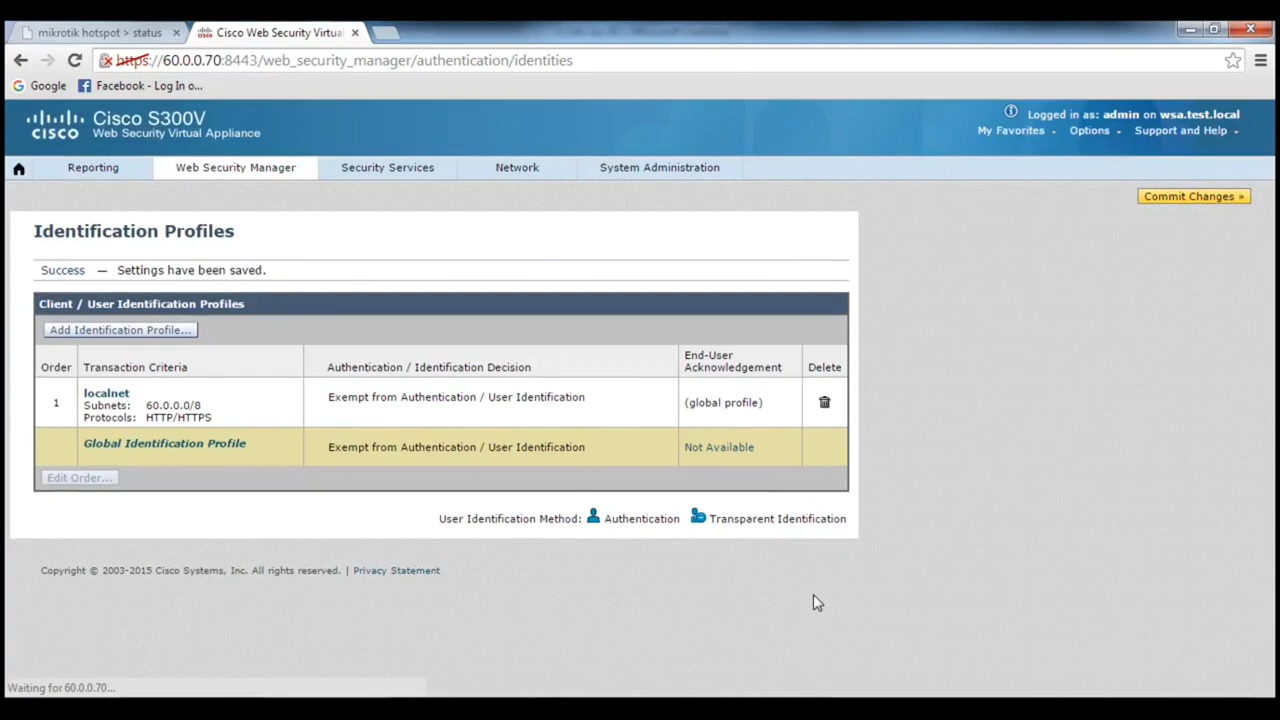 mikrotik hotspot > status
Cisco Web Security Virtua
https://60.0.0.70:8443/web_security_manager/authentication/identities
Google
Facebook - Log In o...
CISCO
Cisco S300V
Web Security Virtual Appliance
Logged in as: admin on wsa.test.local
My Favorites
Options
Support and Help
Reporting
Web Security Manager
Security Services
Network
System Administration
Commit Changes »
Identification Profiles
Success — Settings have been saved.
Client / User Identification Profiles
Add Identification Profile...
Order
Transaction Criteria
Authentication / Identification Decision
End-User
Acknowledgement
Delete
1
localnet
Subnets: 60.0.0.0/8
Protocols: HTTP/HTTPS
Exempt from Authentication / User Identification
(global profile)
Global Identification Profile
Exempt from Authentication / User Identification
Not Available
Edit Order...
User Identification Method: Authentication Transparent Identification
Copyright © 2003-2015 Cisco Systems, Inc. All rights reserved. | Privacy Statement
Waiting for 60.0.0.70...